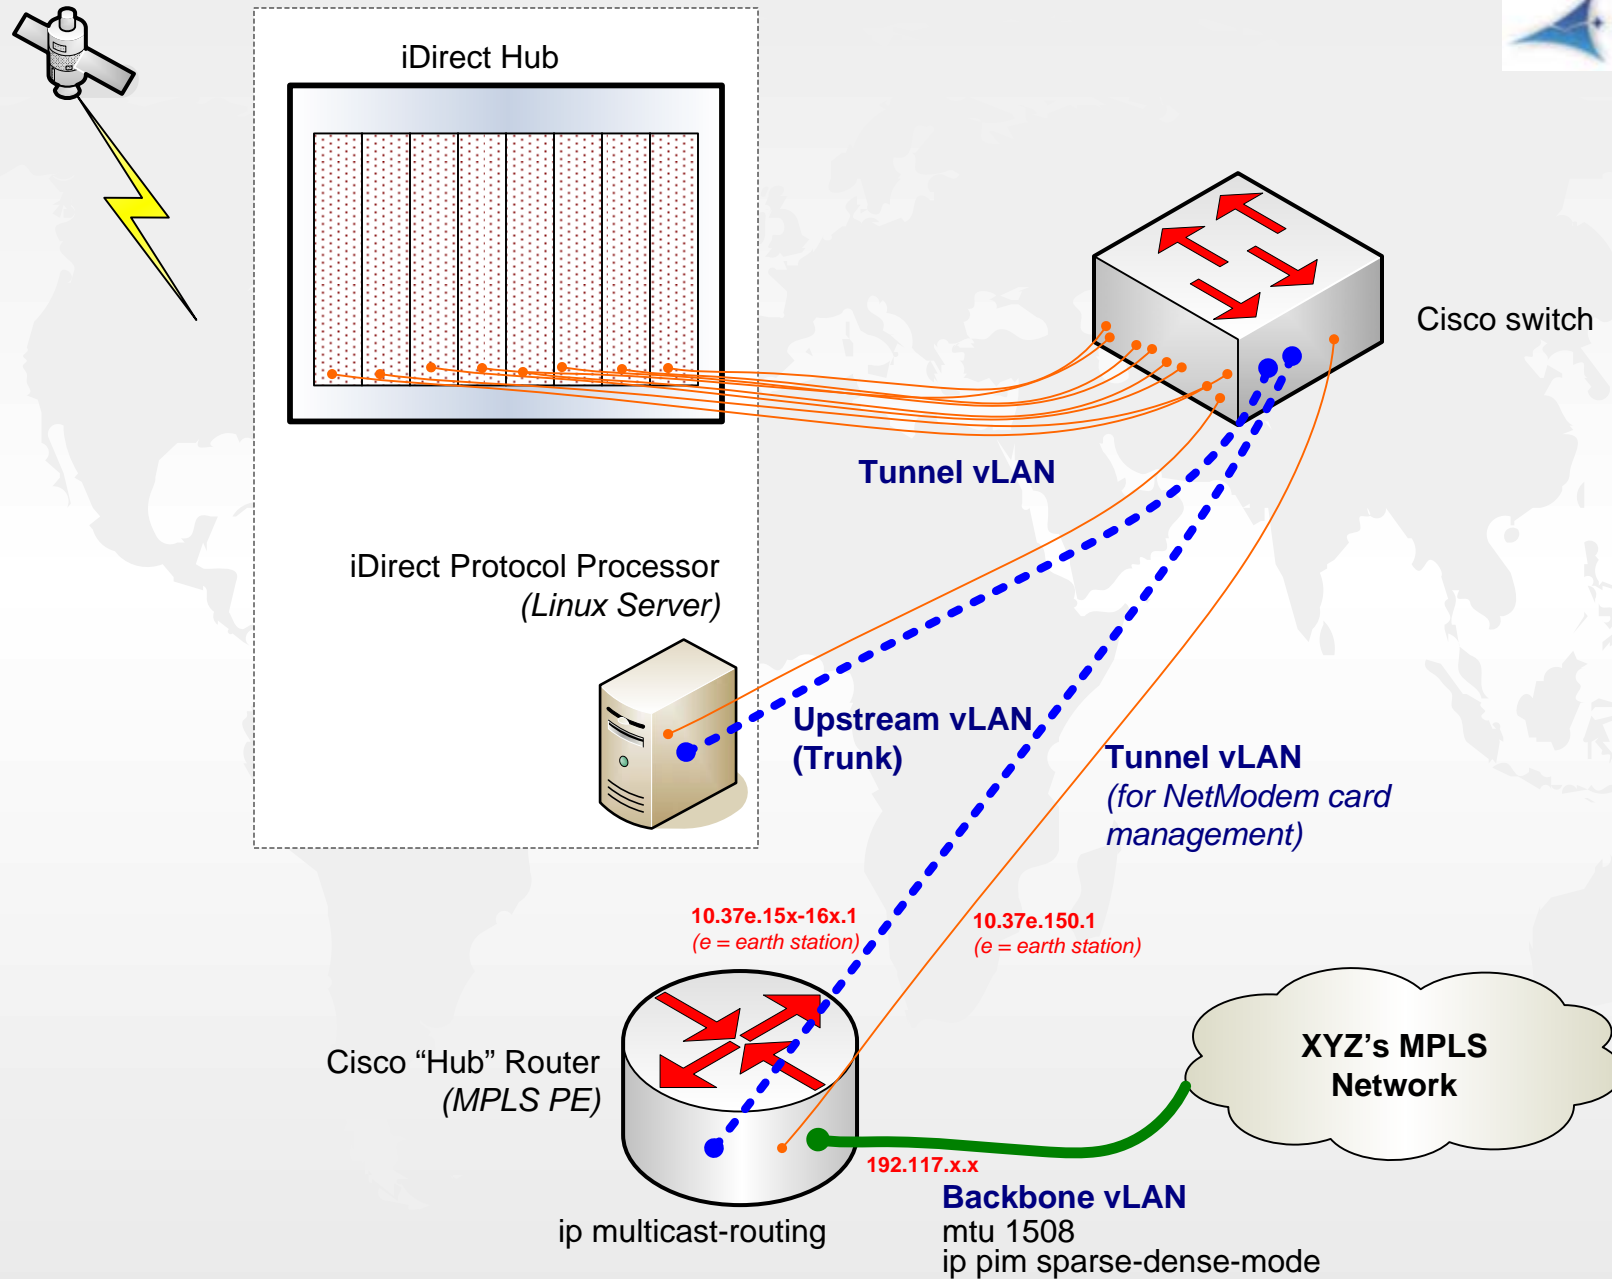 iDirect Hub
Cisco switch
Tunnel vLAN
iDirect Protocol Processor
(Linux Server)
Upstream vLAN
(Trunk)
Tunnel vLAN
(for NetModem card
management)
10.37e.15x-16x.1
(e = earth station)
10.37e.150.1
(e = earth station)
Cisco “Hub” Router
(MPLS PE)
XYZ’s MPLS
Network
192.117.x.x
Backbone vLAN
ip multicast-routing
mtu 1508
ip pim sparse-dense-mode